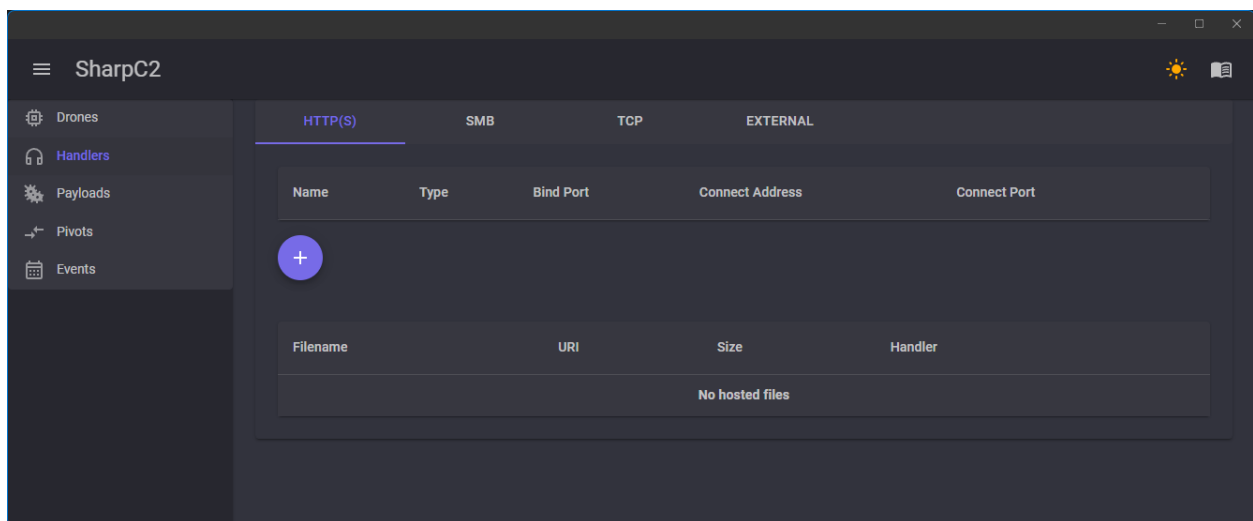 SharpC2
Drones
Handlers
Payloads
Pivots
Events
HTTP(S) SMB TCP EXTERNAL
Name Type Bind Port Connect Address Connect Port
Filename URI Size Handler
No hosted files